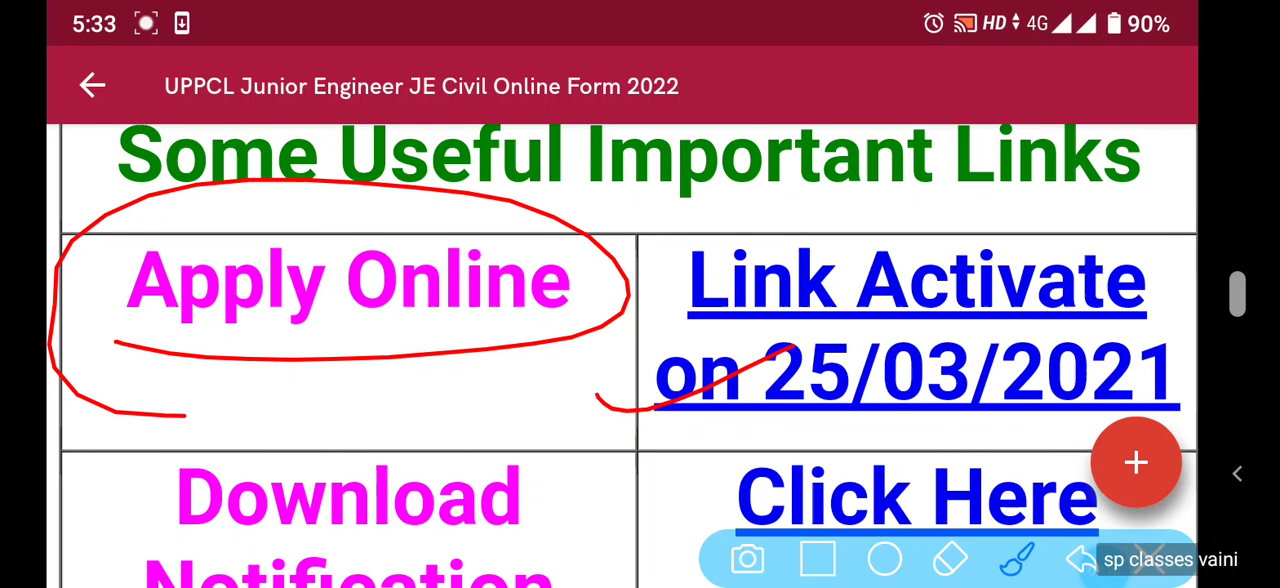 5:33 HD 4G 90%
UPPCL Junior Engineer JE Civil Online Form 2022
Some Useful Important Links
Apply Online
Link Activate
on 25/03/2021
Download
Notification
Click Here
sp classes vaini